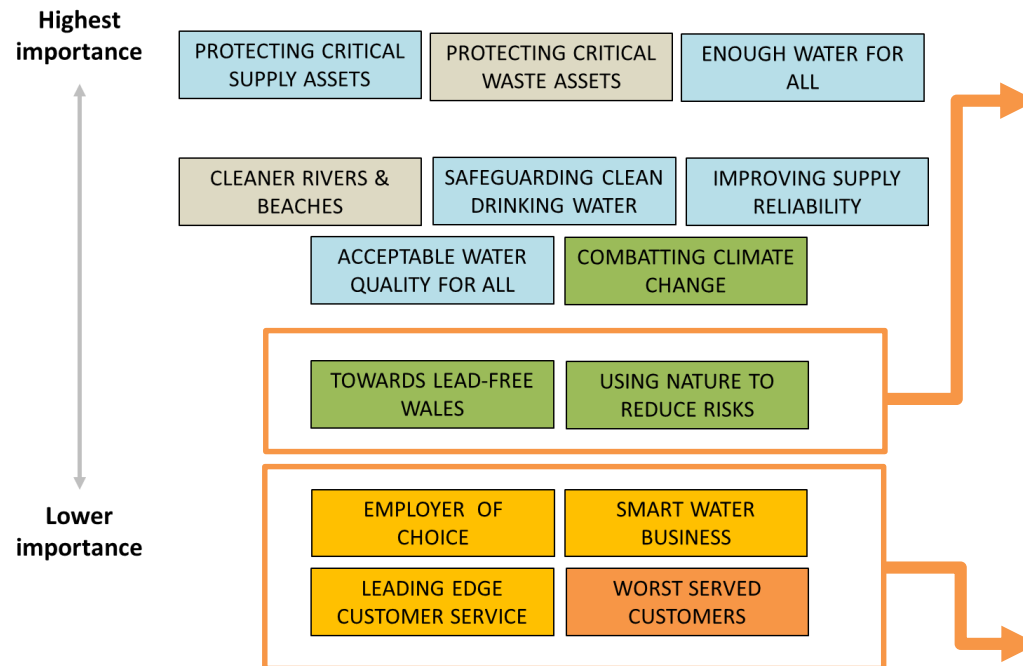 Highest
importance
PROTECTING CRITICAL
SUPPLY ASSETS
PROTECTING CRITICAL
WASTE ASSETS
ENOUGH WATER FOR
ALL
CLEANER RIVERS &
BEACHES
SAFEGUARDING CLEAN
DRINKING WATER
IMPROVING SUPPLY
RELIABILITY
ACCEPTABLE WATER
QUALITY FOR ALL
COMBATTING CLIMATE
CHANGE
TOWARDS LEAD-FREE
WALES
USING NATURE TO
REDUCE RISKS
Lower
importance
EMPLOYER OF
CHOICE
SMART WATER
BUSINESS
LEADING EDGE
CUSTOMER SERVICE
WORST SERVED
CUSTOMERS